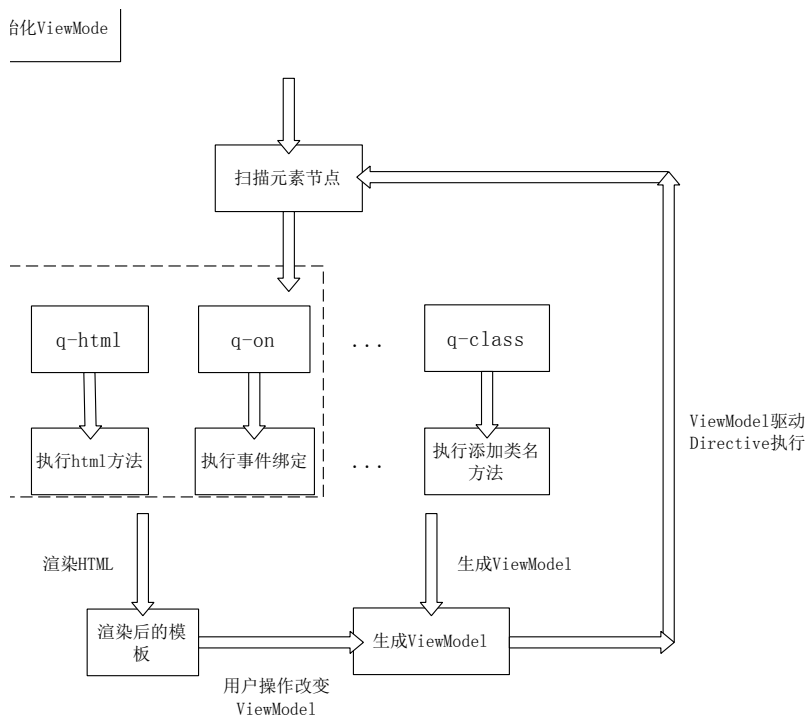 化ViewMode
扫描元素节点
q-html
q-on
...
q-class
执行html方法
执行事件绑定
...
执行添加类名
方法
ViewModel驱动
Directive执行
渲染HTML
生成ViewModel
渲染后的模
板
生成ViewModel
用户操作改变
ViewModel